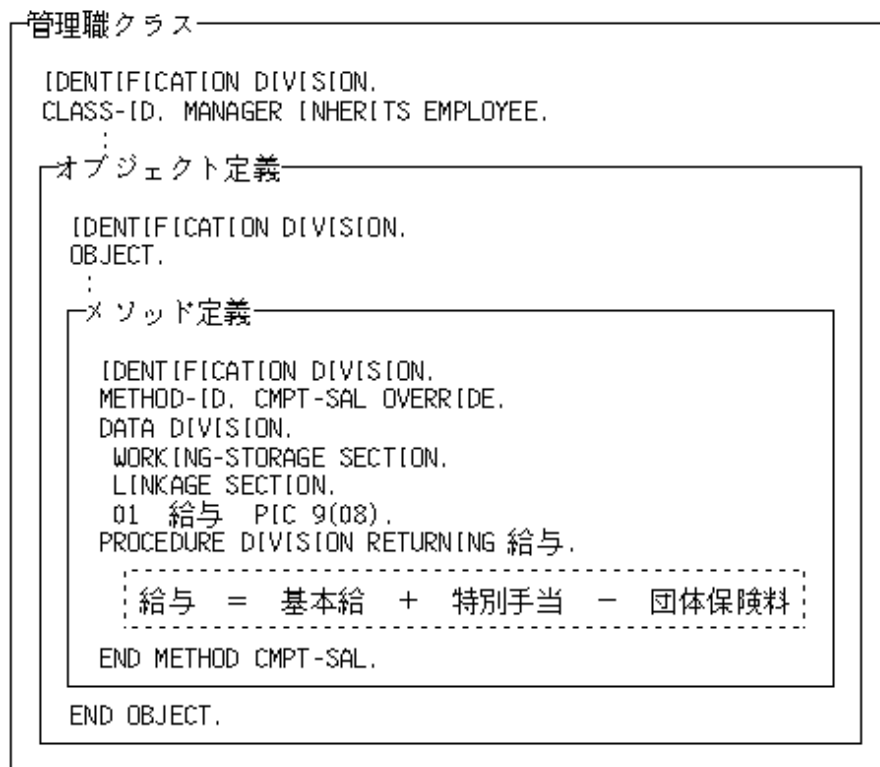 管理職クラス
IDENTIFICATION DIVISION.
CLASS-ID. MANAGER INHERITS EMPLOYEE.
:
オブジェクト定義
IDENTIFICATION DIVISION.
OBJECT.
:
メソッド定義
IDENTIFICATION DIVISION.
METHOD-ID. CMPT-SAL OVERRIDE.
DATA DIVISION.
WORKING-STORAGE SECTION.
LINKAGE SECTION.
01 給与 PIC 9(08).
PROCEDURE DIVISION RETURNING 給与.
給与 = 基本給 + 特別手当 - 団体保険料
END METHOD CMPT-SAL.
END OBJECT.